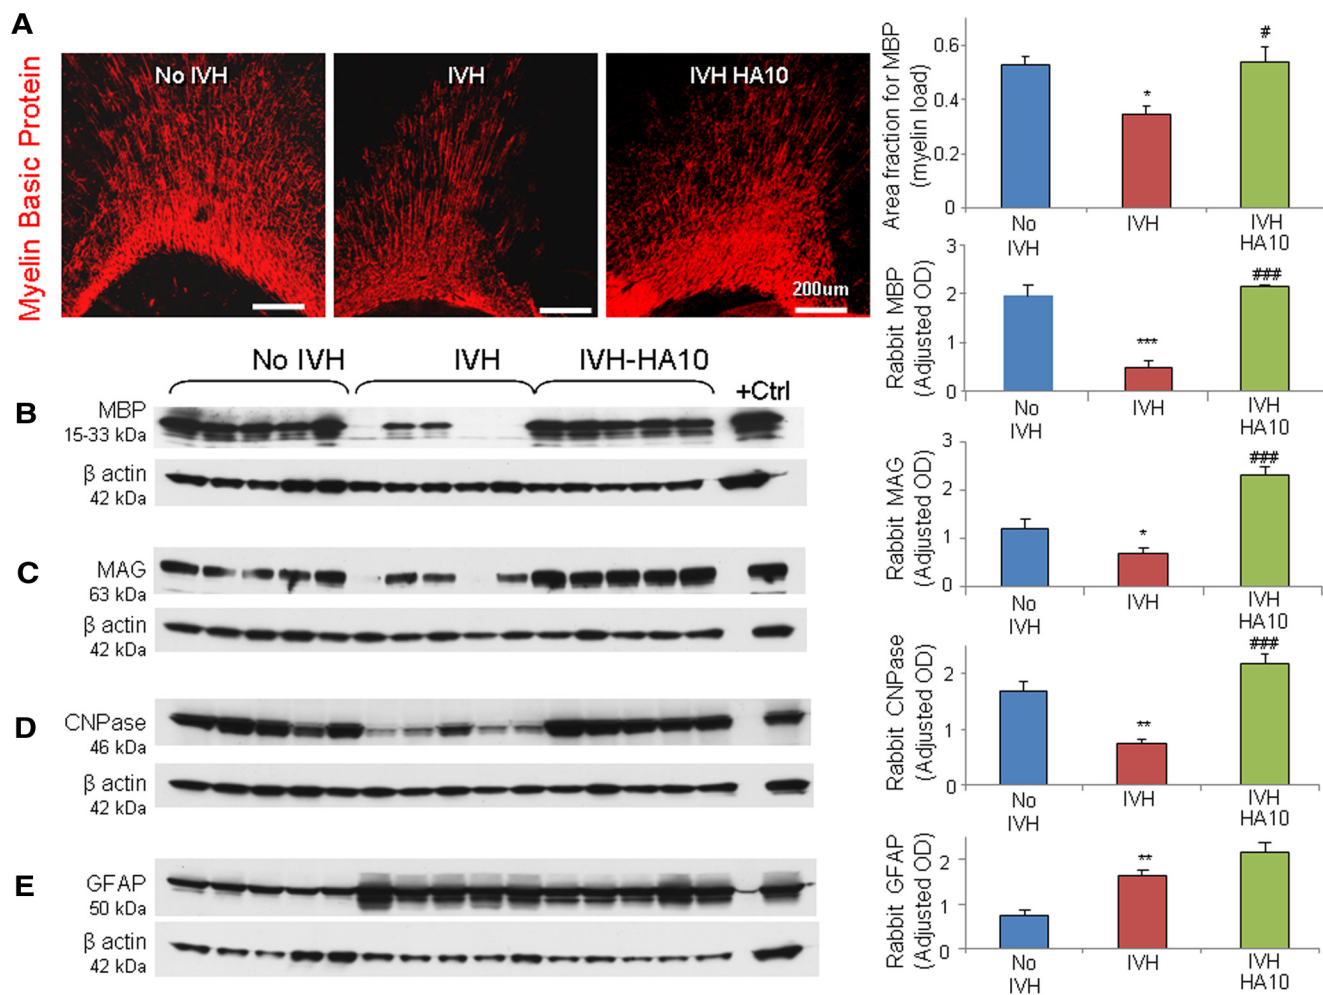 A
Myelin Basic Protein
No IVH
IVH
IVH HA10
200um
Area fraction for MBP
(myelin load)
0.6
0.4
0.2
0
No
IVH
IVH
IVH
HA10
*
#
No IVH
IVH
IVH-HA10
+Ctrl
B
MBP
15-33 kDa
β actin
42 kDa
Rabbit MBP
(Adjusted OD)
3
2
1
0
No
IVH
IVH
IVH
HA10
***
###
C
MAG
63 kDa
β actin
42 kDa
Rabbit MAG
(Adjusted OD)
3
2
1
0
No
IVH
IVH
IVH
HA10
*
###
D
CNPase
46 kDa
β actin
42 kDa
Rabbit CNPase
(Adjusted OD)
2
1
0
No
IVH
IVH
IVH
HA10
**
###
E
GFAP
50 kDa
β actin
42 kDa
Rabbit GFAP
(Adjusted OD)
2
1
0
No
IVH
IVH
IVH
HA10
**